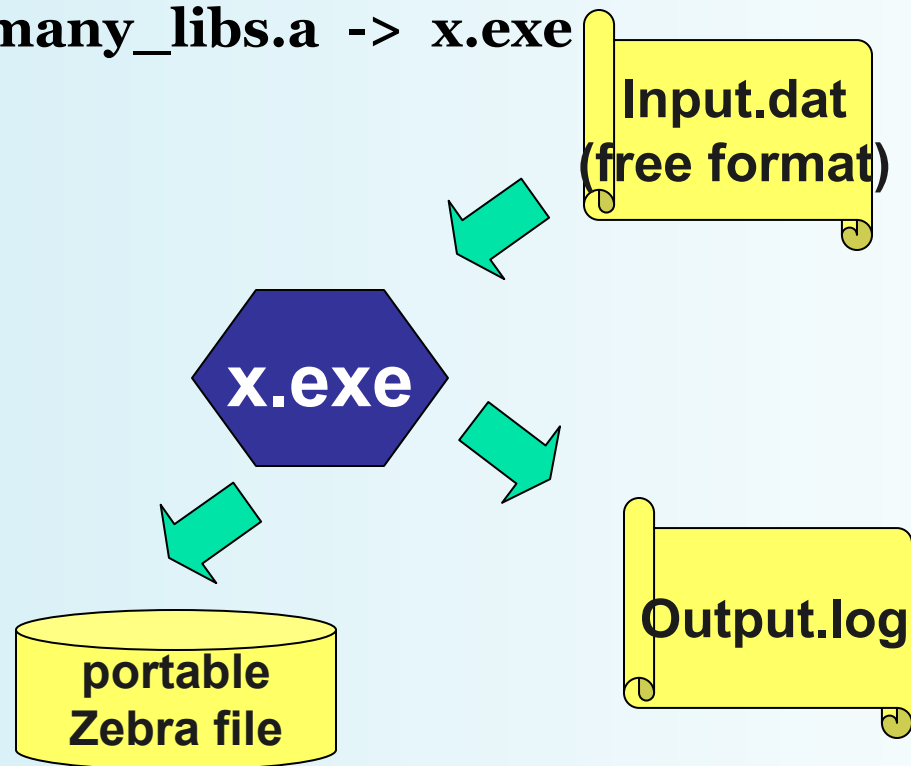 many_libs.a -> x.exe
Input.dat
(free format)
x.exe
Output.log
portable
Zebra file